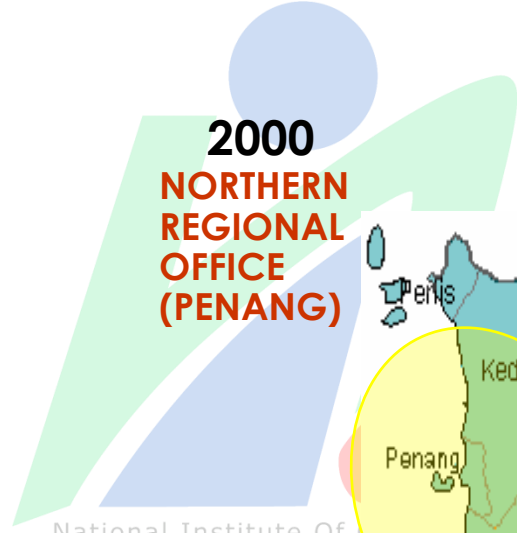 2000
NORTHERN
REGIONAL
OFFICE
(PENANG)
Perlis
Ked
Penang
National Institute Of